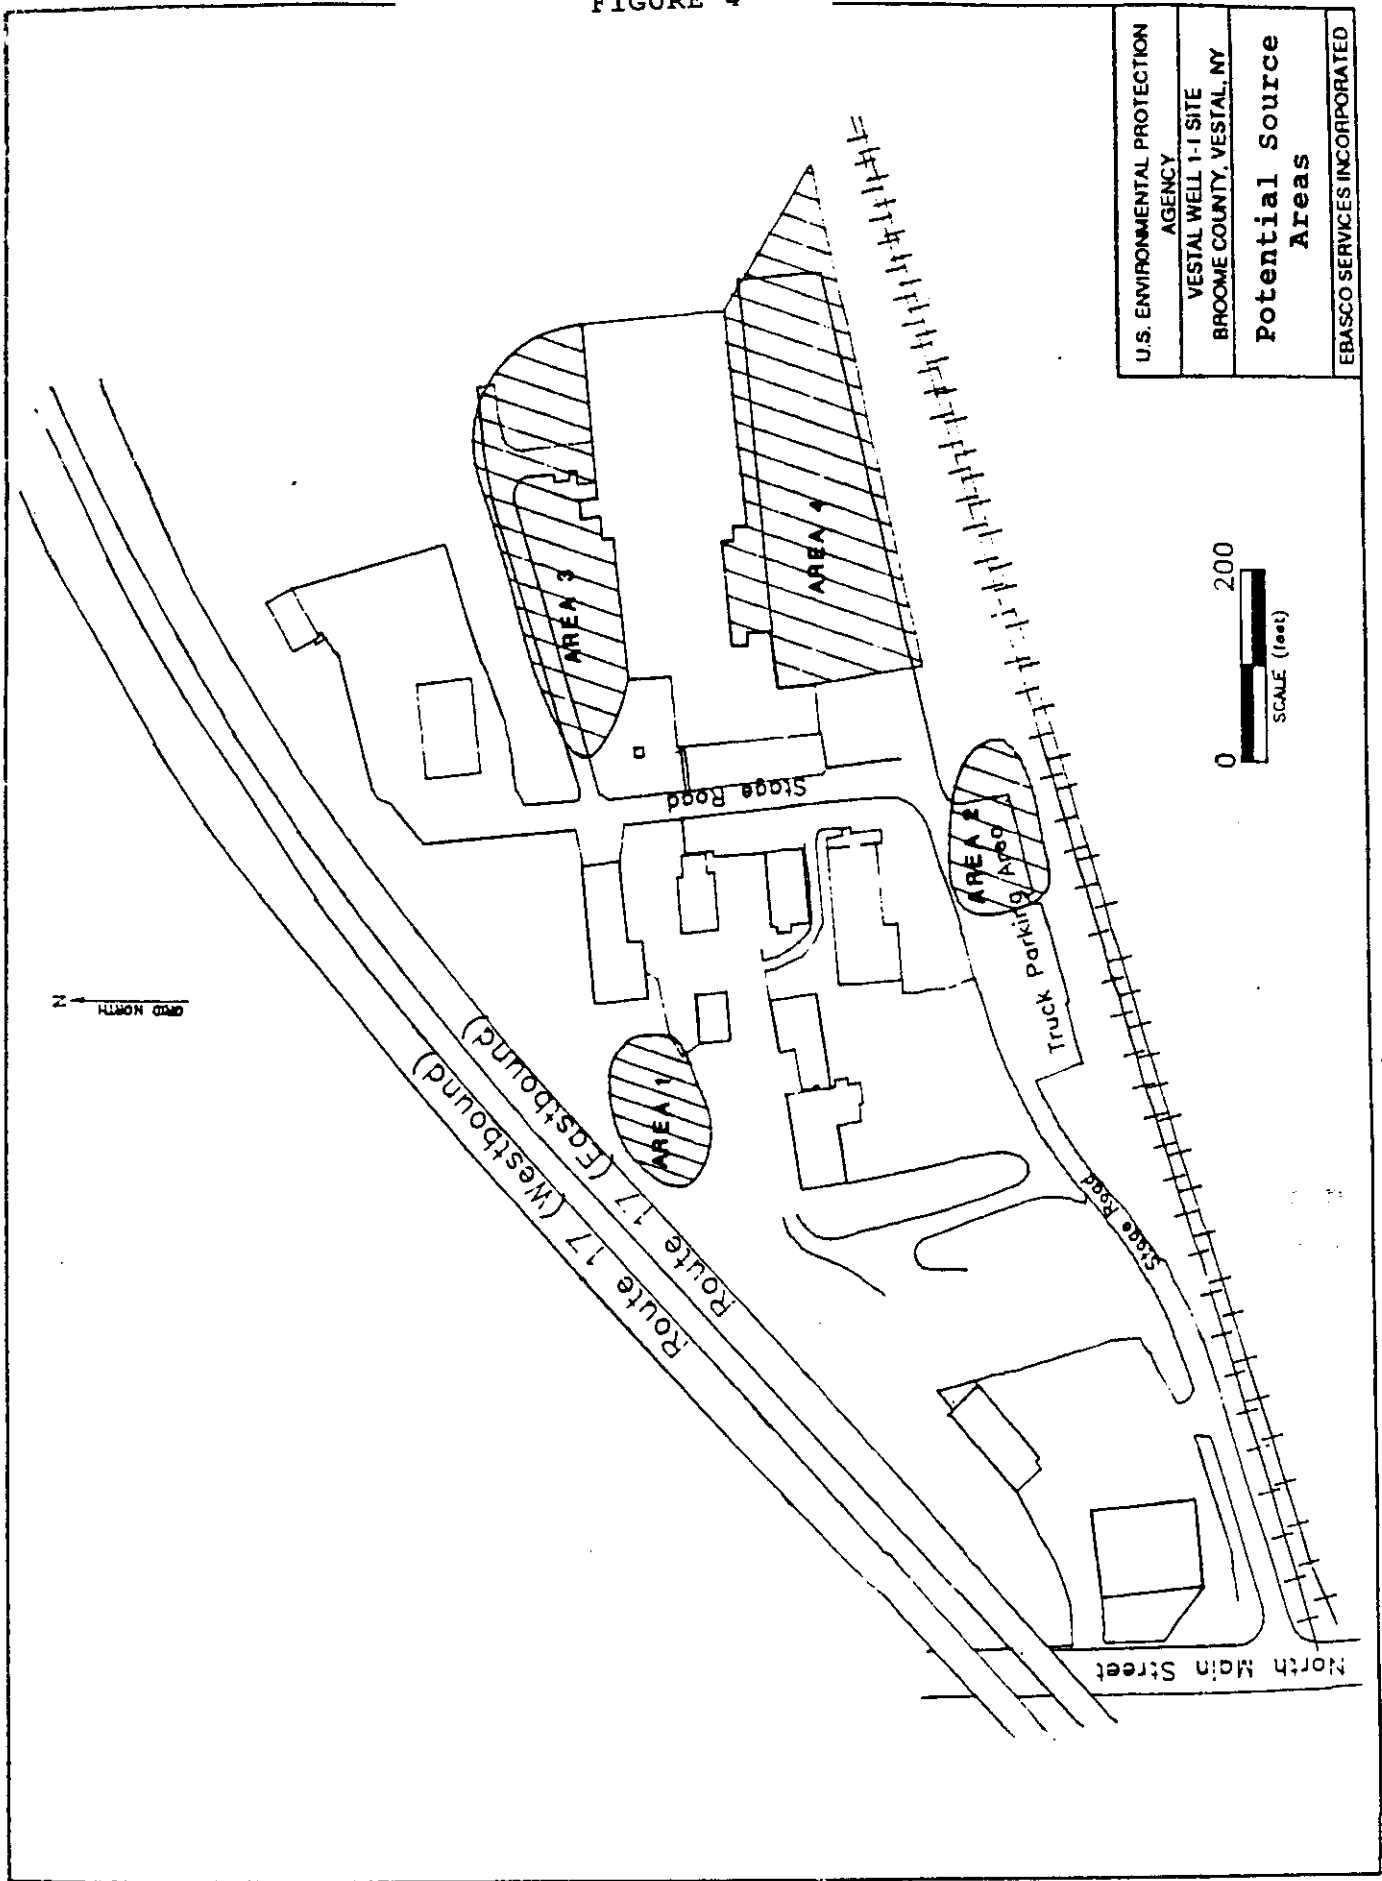 FIGURE 4
U.S. ENVIRONMENTAL PROTECTION
AGENCY
VESTAL WELL 1-1 SITE
BROOME COUNTY, VESTAL, NY
Potential Source
Areas
EBASCO SERVICES INCORPORATED
N
GRID NORTH
Route 17 (Westbound)
Route 17 (Eastbound)
AREA 1
AREA 3
AREA 4
AREA 2
Stage Road
Truck Parking Area
Stage Road
North Main Street
0 200
SCALE (feet)